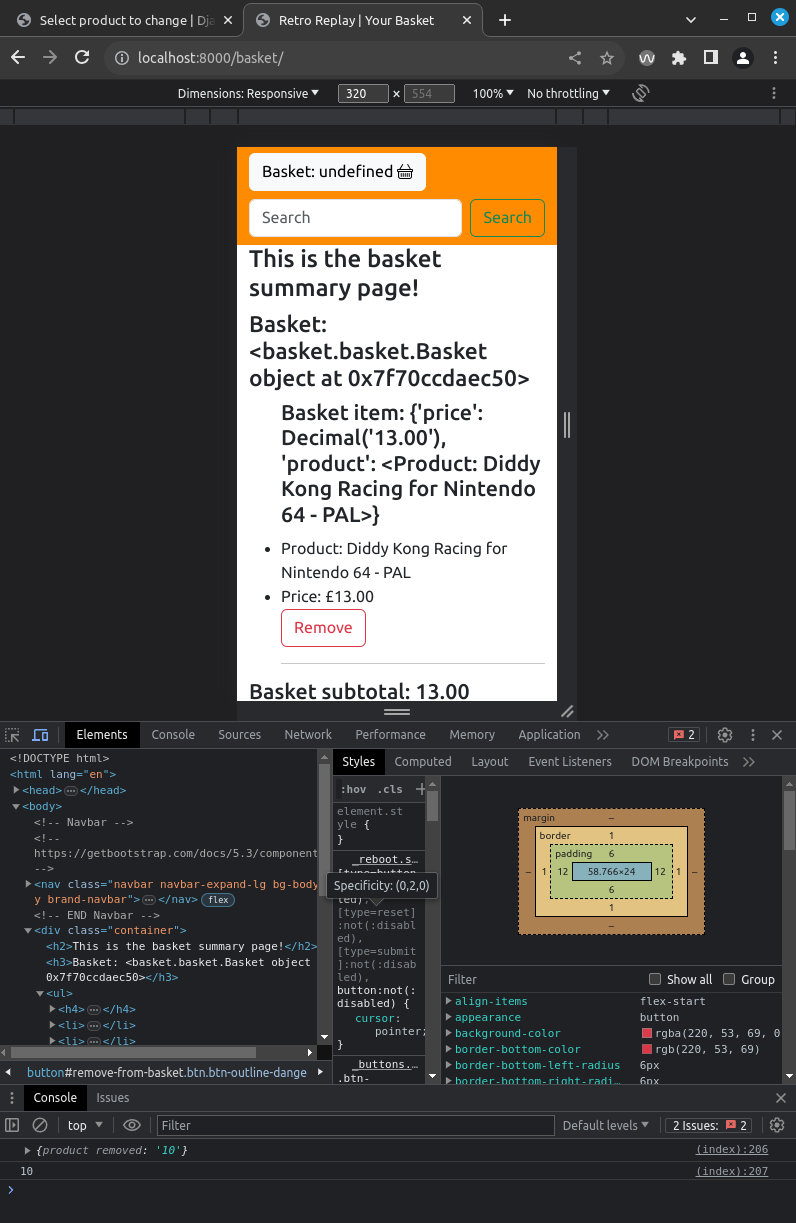 Select product to change | Dja
Retro Replay | Your Basket
localhost:8000/basket/
Dimensions: Responsive
320
×
554
100%
No throttling
Basket: undefined
Search
Search
This is the basket
summary page!
Basket:
<basket.basket.Basket
object at 0x7f70ccdaec50>
Basket item: {'price':
Decimal('13.00'),
'product': <Product: Diddy
Kong Racing for Nintendo
64 - PAL>}
• Product: Diddy Kong Racing for
Nintendo 64 - PAL
• Price: £13.00
Remove
Basket subtotal: 13.00
Elements
Console
Sources
Network
Performance
Memory
Application
2
<!DOCTYPE html>
<html lang="en">
<head>…</head>
<body>
<!-- Navbar -->
<!--
https://getbootstrap.com/docs/5.3/component
-->
<nav class="navbar navbar-expand-lg bg-body
y brand-navbar">…</nav> flex
<!-- END Navbar -->
<div class="container">
<h2>This is the basket summary page!</h2>
<h3>Basket: <basket.basket.Basket object
0x7f70ccdaec50></h3>
<ul>
<h4>…</h4>
<li>…</li>
<li>…</li>
button#remove-from-basket.btn.btn-outline-dange
Styles
Computed
Layout
Event Listeners
DOM Breakpoints
:hov .cls +
element.st
yle {
}
_reboot.s…
[type=button
Specificity: (0,2,0)
led),
[type=reset]
:not(:disabl
ed),
[type=submit
]:not(:disab
led),
button:not(:
disabled) {
cursor:
pointer;
}
_buttons.…
.btn-
margin
–
border
1
padding
6
–
1
12
58.766×24
12
1
–
6
1
–
Filter
Show all
Group
align-items flex-start
appearance button
background-color rgba(220, 53, 69, 0
border-bottom-color rgb(220, 53, 69)
border-bottom-left-radius 6px
border-bottom-right-radi… 6px
Console
Issues
top
Filter
Default levels
2 Issues: 2
{product removed: '10'} (index):206
10 (index):207